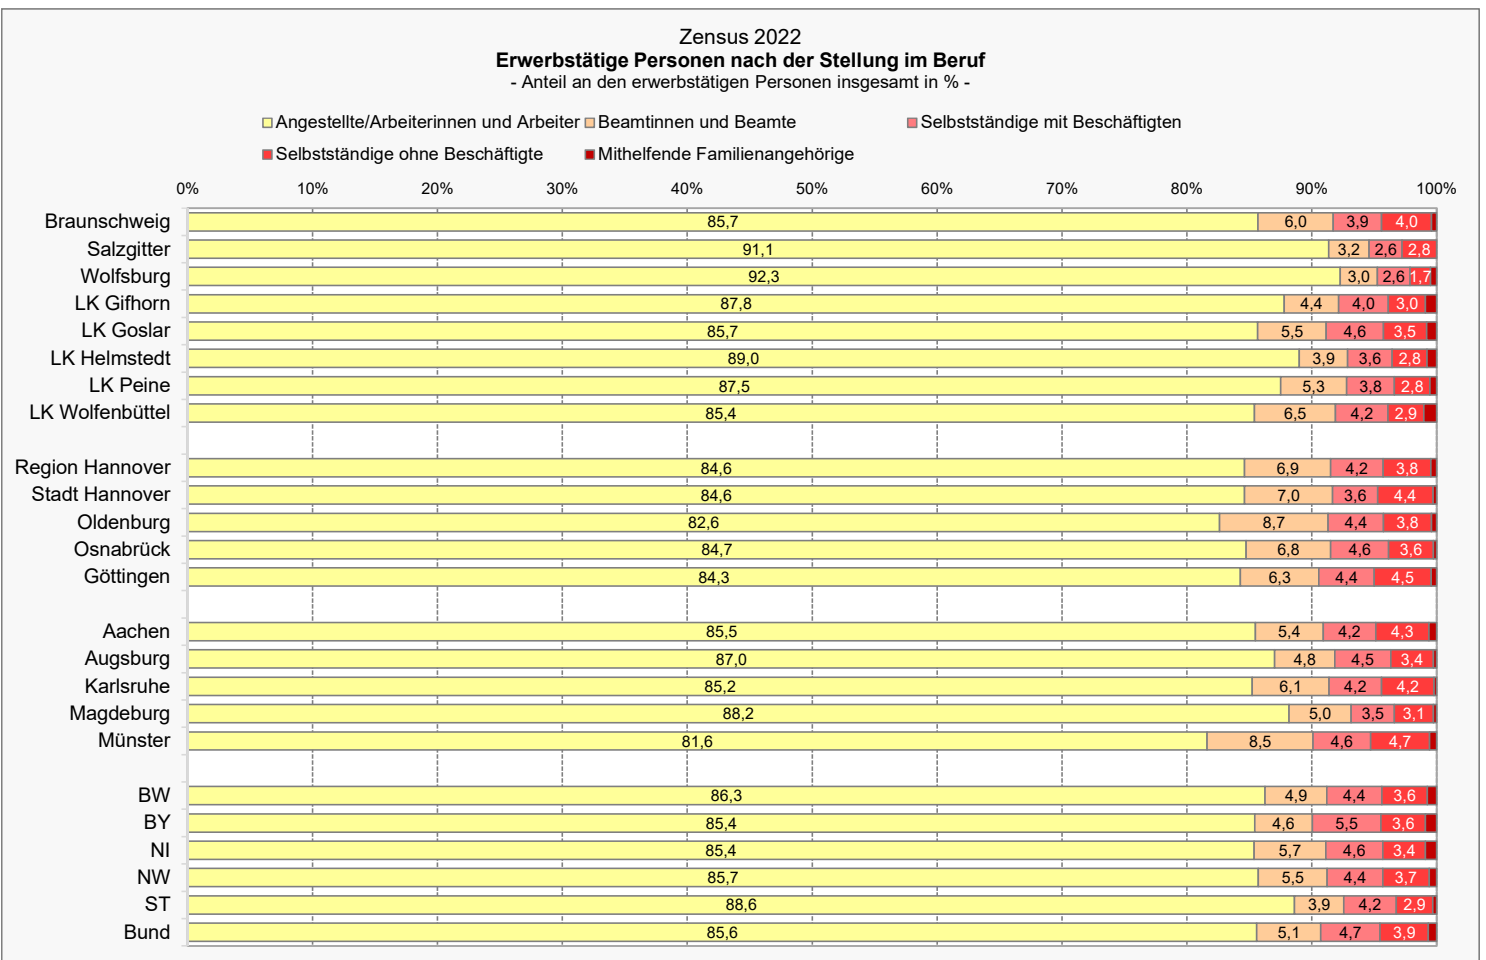 Zensus 2022
Erwerbstätige Personen nach der Stellung im Beruf
- Anteil an den erwerbstätigen Personen insgesamt in % -
Angestellte/Arbeiterinnen und Arbeiter Beamtinnen und Beamte Selbstständige mit Beschäftigten
Selbstständige ohne Beschäftigte Mithelfende Familienangehörige
0% 10% 20% 30% 40% 50% 60% 70% 80% 90% 100%
Braunschweig 85,7 6,0 3,9 4,0
Salzgitter 91,1 3,2 2,6 2,8
Wolfsburg 92,3 3,0 2,6 1,7
LK Gifhorn 87,8 4,4 4,0 3,0
LK Goslar 85,7 5,5 4,6 3,5
LK Helmstedt 89,0 3,9 3,6 2,8
LK Peine 87,5 5,3 3,8 2,8
LK Wolfenbüttel 85,4 6,5 4,2 2,9
Region Hannover 84,6 6,9 4,2 3,8
Stadt Hannover 84,6 7,0 3,6 4,4
Oldenburg 82,6 8,7 4,4 3,8
Osnabrück 84,7 6,8 4,6 3,6
Göttingen 84,3 6,3 4,4 4,5
Aachen 85,5 5,4 4,2 4,3
Augsburg 87,0 4,8 4,5 3,4
Karlsruhe 85,2 6,1 4,2 4,2
Magdeburg 88,2 5,0 3,5 3,1
Münster 81,6 8,5 4,6 4,7
BW 86,3 4,9 4,4 3,6
BY 85,4 4,6 5,5 3,6
NI 85,4 5,7 4,6 3,4
NW 85,7 5,5 4,4 3,7
ST 88,6 3,9 4,2 2,9
Bund 85,6 5,1 4,7 3,9